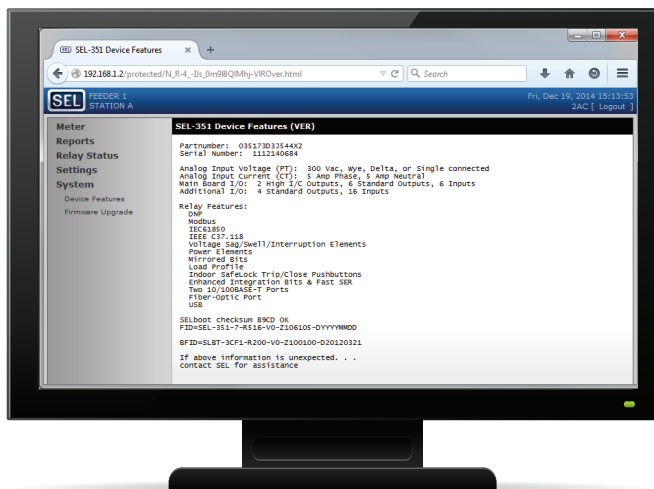 SEL SEL-351 Device Features × +
192.168.1.2/protected/N_R-4_-IJs_0m9I8QIMhj-VIROver.html Search
SEL FEEDER 1
STATION A
Fri, Dec 19, 2014 15:13:53
2AC [ Logout ]
Meter
Reports
Relay Status
Settings
System
Device Features
Firmware Upgrade
SEL-351 Device Features (VER)
Partnumber: 035173D3J544X2
Serial Number: 1112140684
Analog Input Voltage (PT): 300 Vac, Wye, Delta, or Single connected
Analog Input Current (CT): 5 Amp Phase, 5 Amp Neutral
Main Board I/O: 2 High I/C Outputs, 6 Standard Outputs, 6 Inputs
Additional I/O: 4 Standard Outputs, 16 Inputs
Relay Features:
DNP
Modbus
IEC61850
IEEE C37.118
Voltage Sag/Swell/Interruption Elements
Power Elements
Mirrored Bits
Load Profile
Indoor SafeLock Trip/Close Pushbuttons
Enhanced Integration Bits & Fast SER
Two 10/100BASE-T Ports
Fiber-Optic Port
USB
SELboot checksum B9CD OK
FID=SEL-351-7-R516-V0-Z106105-DYYYYMMDD
BFID=SLBT-3CF1-R200-V0-Z100100-D20120321
If above information is unexpected. . .
contact SEL for assistance